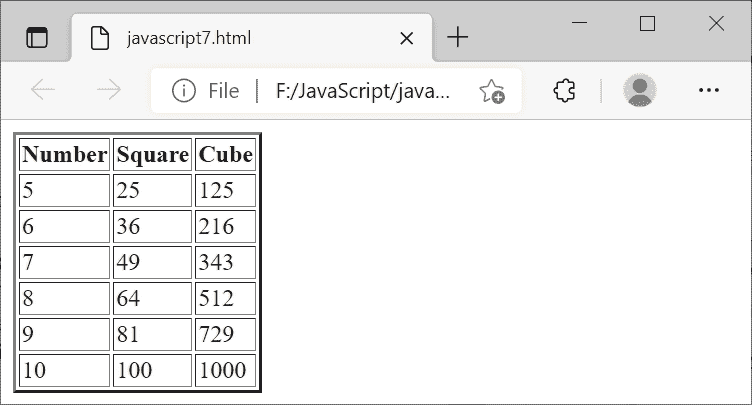 javascript7.html
File | F:/JavaScript/java...
Number Square Cube
5 25 125
6 36 216
7 49 343
8 64 512
9 81 729
10 100 1000